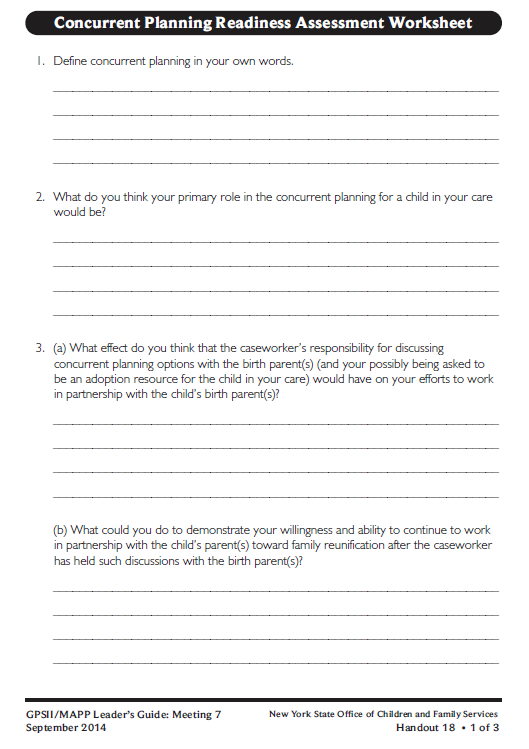 Concurrent Planning Readiness Assessment Worksheet
1. Define concurrent planning in your own words.
2. What do you think your primary role in the concurrent planning for a child in your care
would be?
3. (a) What effect do you think that the caseworker's responsibility for discussing
concurrent planning options with the birth parent(s) (and your possibly being asked to
be an adoption resource for the child in your care) would have on your efforts to work
in partnership with the child's birth parent(s)?
(b) What could you do to demonstrate your willingness and ability to continue to work
in partnership with the child's parent(s) toward family reunification after the caseworker
has held such discussions with the birth parent(s)?
GPSII/MAPP Leader's Guide: Meeting 7 New York State Office of Children and Family Services
September 2014 Handout 18 • 1 of 3